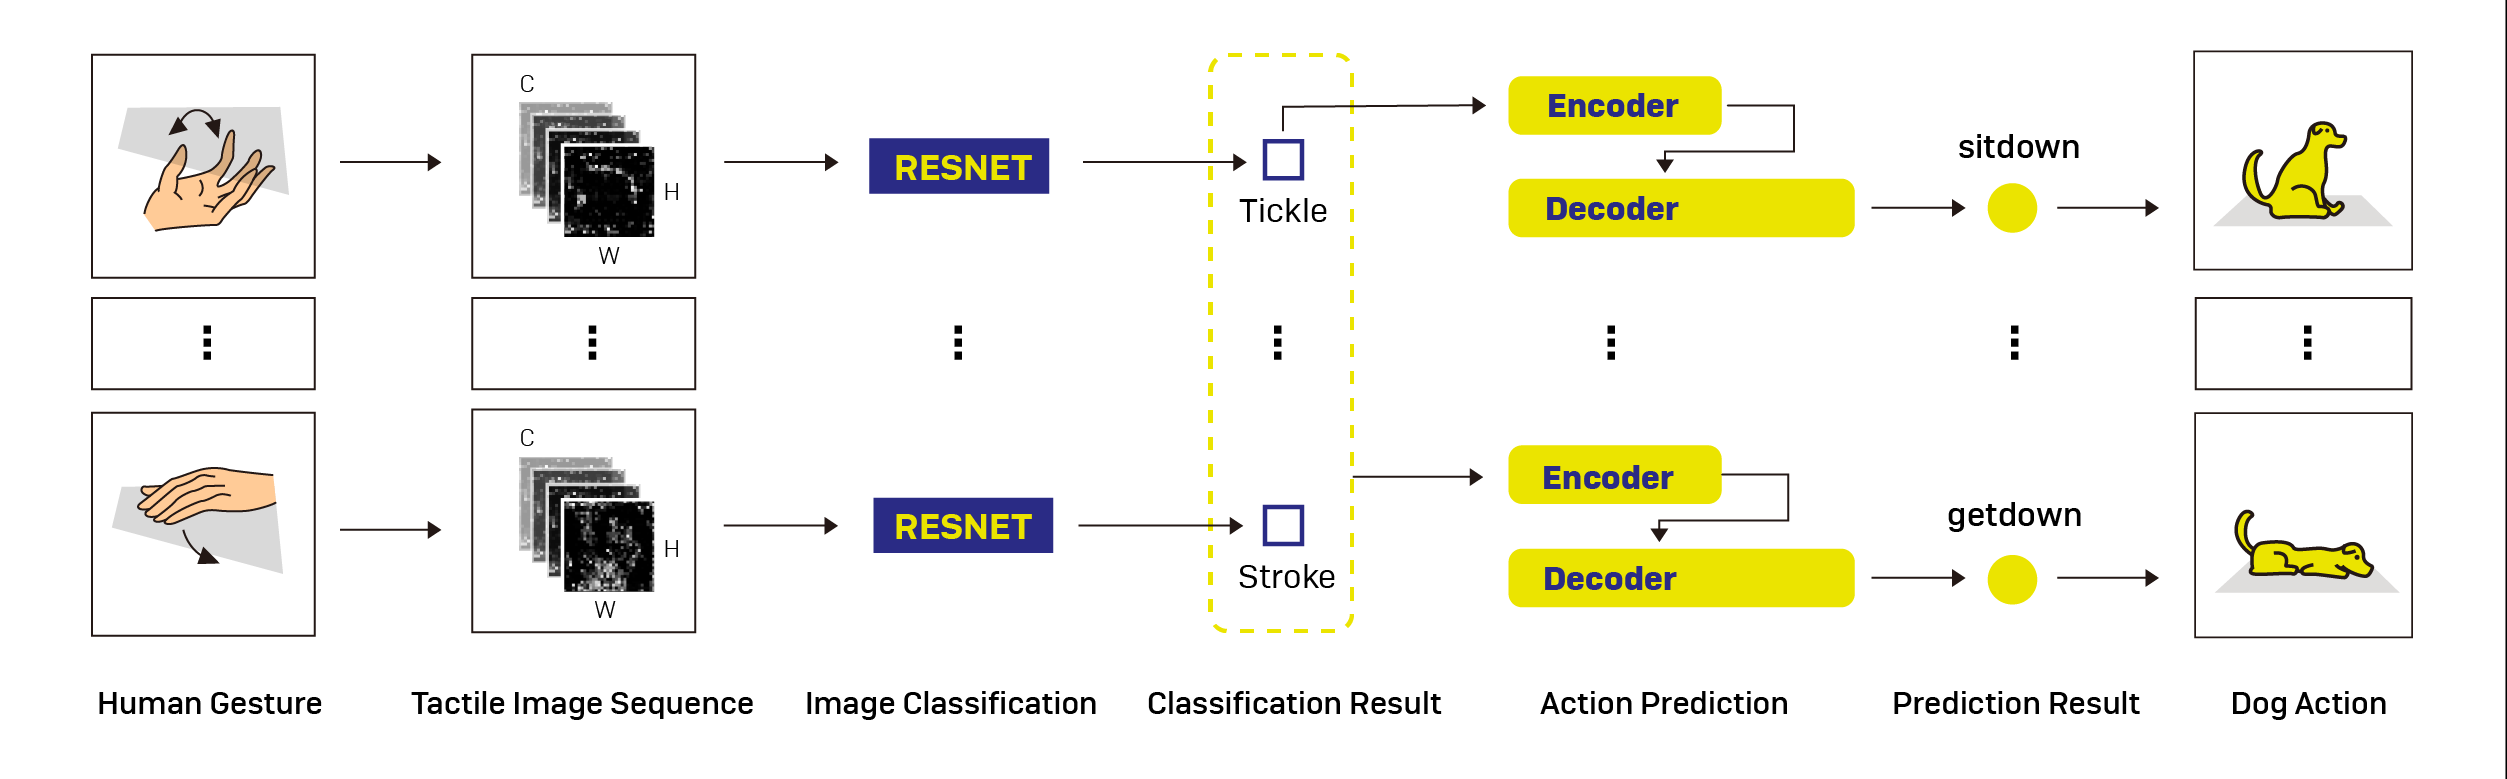 C
H
W
RESNET
Tickle
Encoder
Decoder
sitdown
C
H
W
RESNET
Stroke
Encoder
Decoder
getdown
Human Gesture
Tactile Image Sequence
Image Classification
Classification Result
Action Prediction
Prediction Result
Dog Action